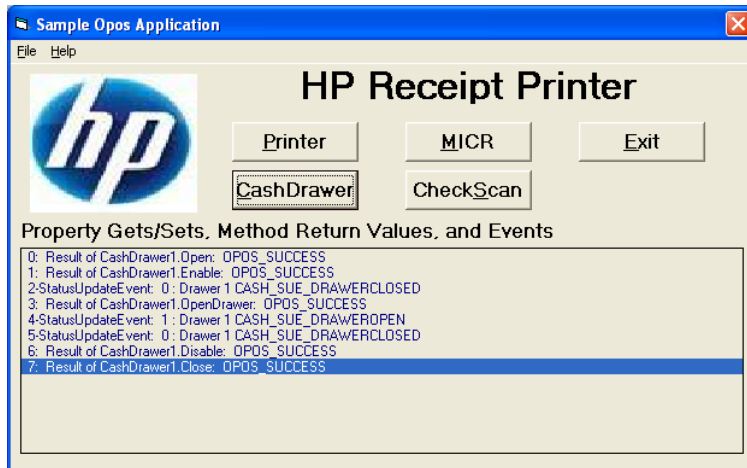 Sample Opos Application
File Help
hp
HP Receipt Printer
Printer MICR Exit
CashDrawer CheckScan
Property Gets/Sets, Method Return Values, and Events
0: Result of CashDrawer1.Open: OPOS_SUCCESS
1: Result of CashDrawer1.Enable: OPOS_SUCCESS
2-StatusUpdateEvent: 0 : Drawer 1 CASH_SUE_DRAWERCLOSED
3: Result of CashDrawer1.OpenDrawer: OPOS_SUCCESS
4-StatusUpdateEvent: 1 : Drawer 1 CASH_SUE_DRAWEROPEN
5-StatusUpdateEvent: 0 : Drawer 1 CASH_SUE_DRAWERCLOSED
6: Result of CashDrawer1.Disable: OPOS_SUCCESS
7: Result of CashDrawer1.Close: OPOS_SUCCESS